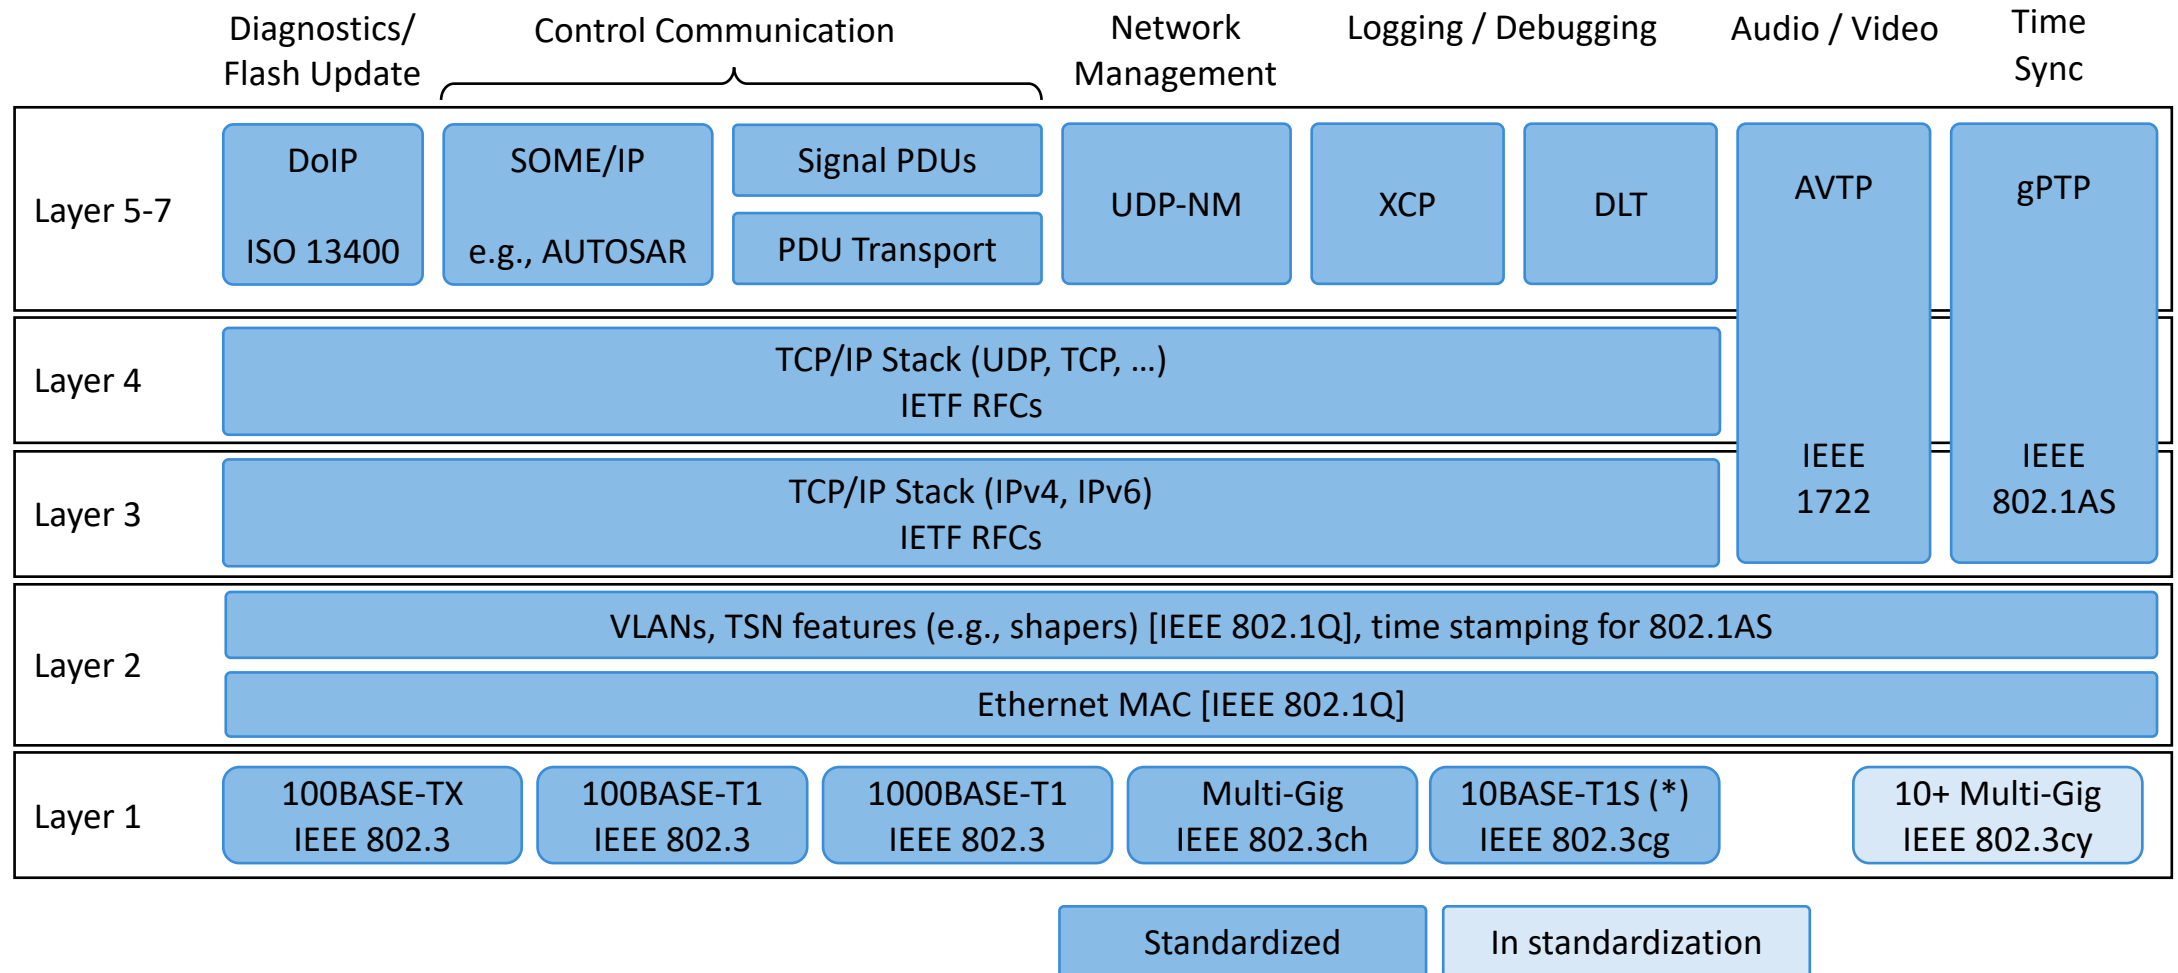 Diagnostics/
Flash Update
Control Communication
Network
Management
Logging / Debugging
Audio / Video
Time
Sync
Layer 5-7
DoIP
ISO 13400
SOME/IP
e.g., AUTOSAR
Signal PDUs
PDU Transport
UDP-NM
XCP
DLT
AVTP
IEEE
1722
gPTP
IEEE
802.1AS
Layer 4
TCP/IP Stack (UDP, TCP, ...)
IETF RFCs
Layer 3
TCP/IP Stack (IPv4, IPv6)
IETF RFCs
Layer 2
VLANs, TSN features (e.g., shapers) [IEEE 802.1Q], time stamping for 802.1AS
Ethernet MAC [IEEE 802.1Q]
Layer 1
100BASE-TX
IEEE 802.3
100BASE-T1
IEEE 802.3
1000BASE-T1
IEEE 802.3
Multi-Gig
IEEE 802.3ch
10BASE-T1S (*)
IEEE 802.3cg
10+ Multi-Gig
IEEE 802.3cy
Standardized
In standardization